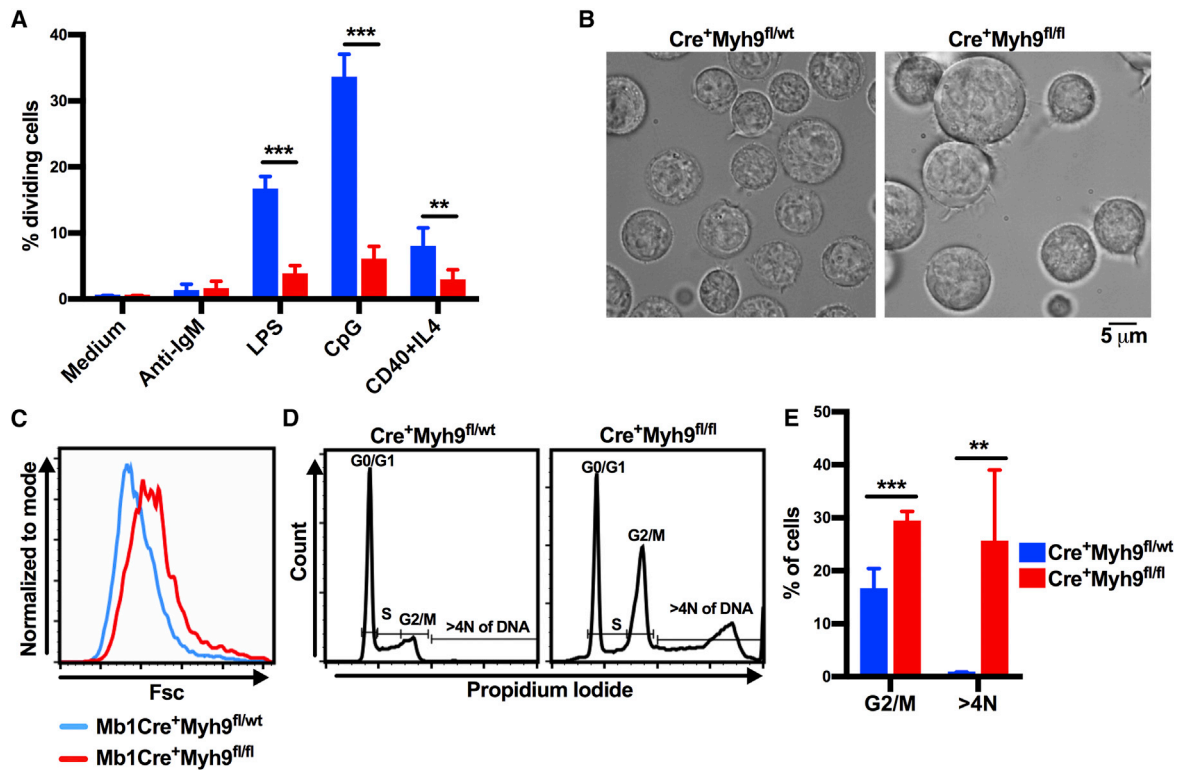 A
40
30
20
10
0
% dividing cells
***
***
**
Medium
Anti-IgM
LPS
CpG
CD40+IL4
B
Cre⁺Myh9ᶠˡ/ʷᵗ
Cre⁺Myh9ᶠˡ/ᶠˡ
5 µm
C
Normalized to mode
Fsc
Mb1Cre⁺Myh9ᶠˡ/ʷᵗ
Mb1Cre⁺Myh9ᶠˡ/ᶠˡ
D
Cre⁺Myh9ᶠˡ/ʷᵗ
Cre⁺Myh9ᶠˡ/ᶠˡ
Count
G0/G1
S
G2/M
>4N of DNA
G0/G1
S
G2/M
>4N of DNA
Propidium Iodide
E
50
40
30
20
10
0
% of cells
***
**
G2/M
>4N
Cre⁺Myh9ᶠˡ/ʷᵗ
Cre⁺Myh9ᶠˡ/ᶠˡ